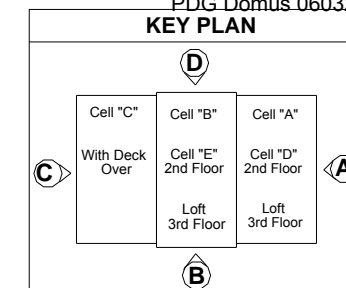 PDG Domus 0603
KEY PLAN
D
Cell "C"
Cell "B"
Cell "A"
With Deck
Over
Cell "E"
2nd Floor
Cell "D"
2nd Floor
C
A
Loft
3rd Floor
Loft
3rd Floor
B